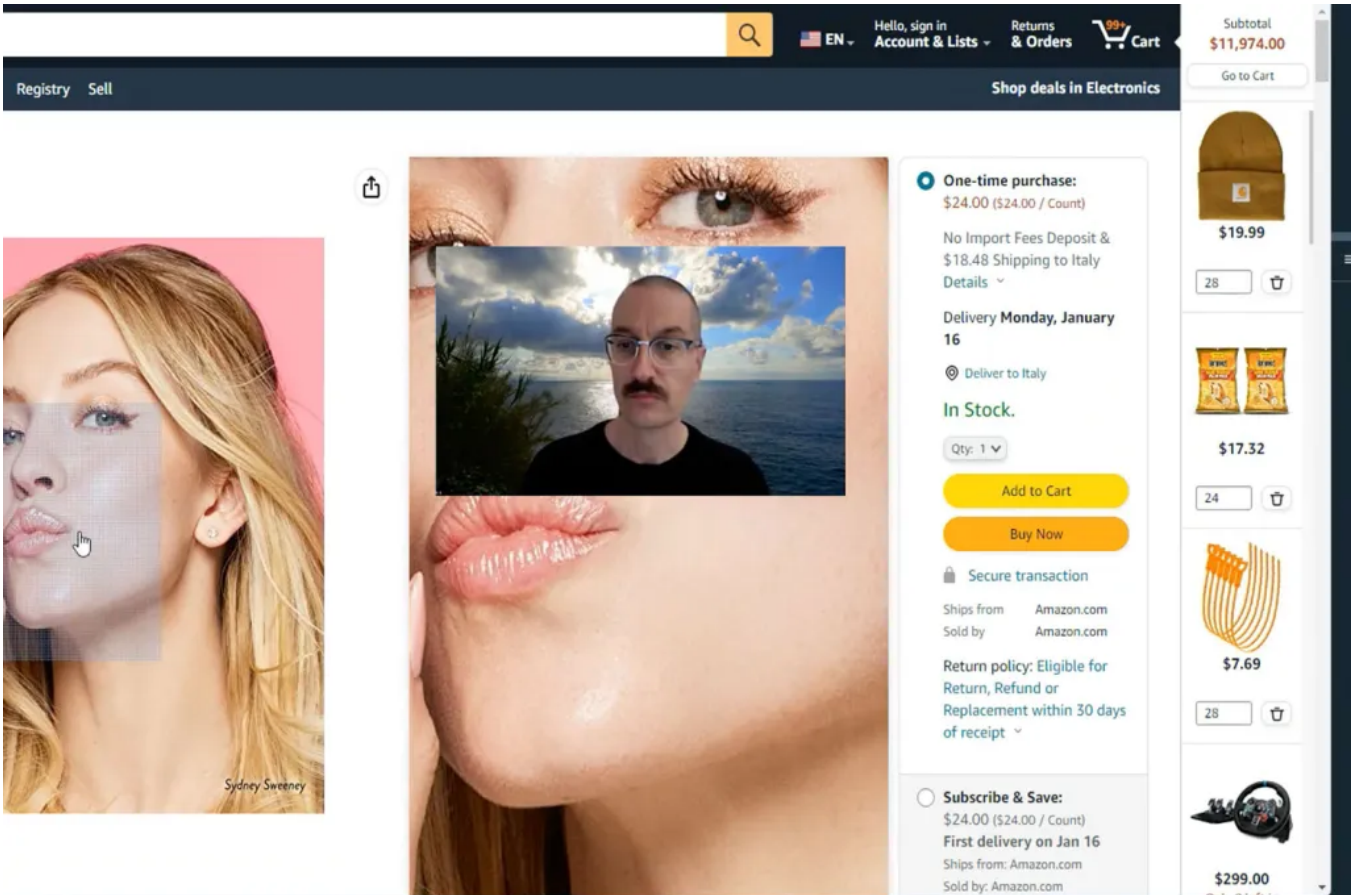 EN
Hello, sign in
Account & Lists
Returns
& Orders
99+
Cart
Subtotal
$11,974.00
Go to Cart
Registry
Sell
Shop deals in Electronics
Sydney Sweeney
One-time purchase:
$24.00 ($24.00 / Count)
No Import Fees Deposit &
$18.48 Shipping to Italy
Details
Delivery Monday, January
16
Deliver to Italy
In Stock.
Qty: 1
Add to Cart
Buy Now
Secure transaction
Ships from Amazon.com
Sold by Amazon.com
Return policy: Eligible for
Return, Refund or
Replacement within 30 days
of receipt
Subscribe & Save:
$24.00 ($24.00 / Count)
First delivery on Jan 16
Ships from: Amazon.com
Sold by: Amazon.com
$19.99
28
$17.32
24
$7.69
28
$299.00